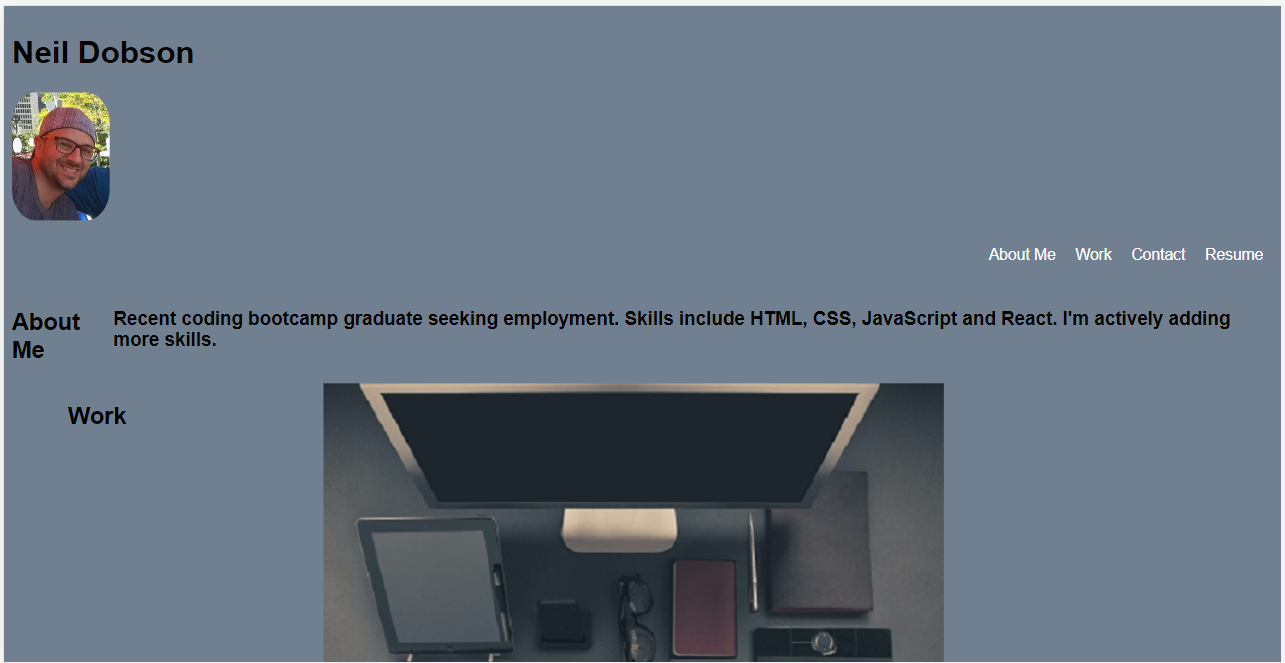 Neil Dobson
About Me Work Contact Resume
About
Me
Recent coding bootcamp graduate seeking employment. Skills include HTML, CSS, JavaScript and React. I'm actively adding
more skills.
Work